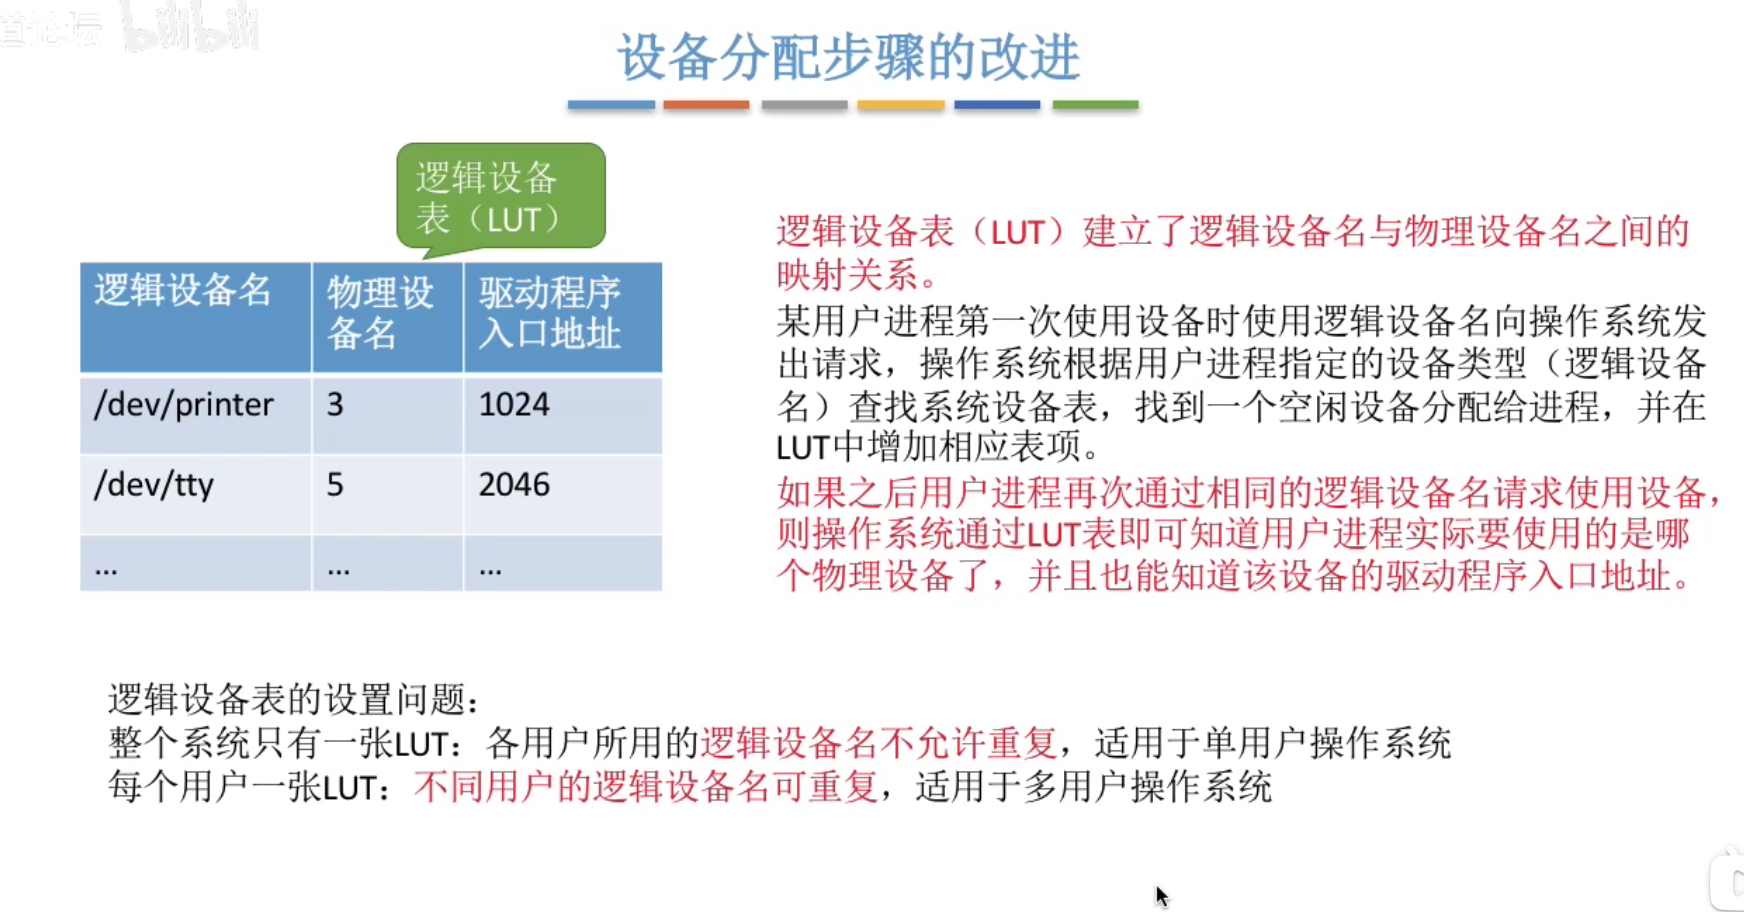 道论坛 bilibili
设备分配步骤的改进
逻辑设备
表（LUT）
逻辑设备名 物理设备名 驱动程序入口地址
/dev/printer 3 1024
/dev/tty 5 2046
... ... ...
逻辑设备表（LUT）建立了逻辑设备名与物理设备名之间的
映射关系。
某用户进程第一次使用设备时使用逻辑设备名向操作系统发
出请求，操作系统根据用户进程指定的设备类型（逻辑设备
名）查找系统设备表，找到一个空闲设备分配给进程，并在
LUT中增加相应表项。
如果之后用户进程再次通过相同的逻辑设备名请求使用设备，
则操作系统通过LUT表即可知道用户进程实际要使用的是哪
个物理设备了，并且也能知道该设备的驱动程序入口地址。
逻辑设备表的设置问题：
整个系统只有一张LUT：各用户所用的逻辑设备名不允许重复，适用于单用户操作系统
每个用户一张LUT：不同用户的逻辑设备名可重复，适用于多用户操作系统